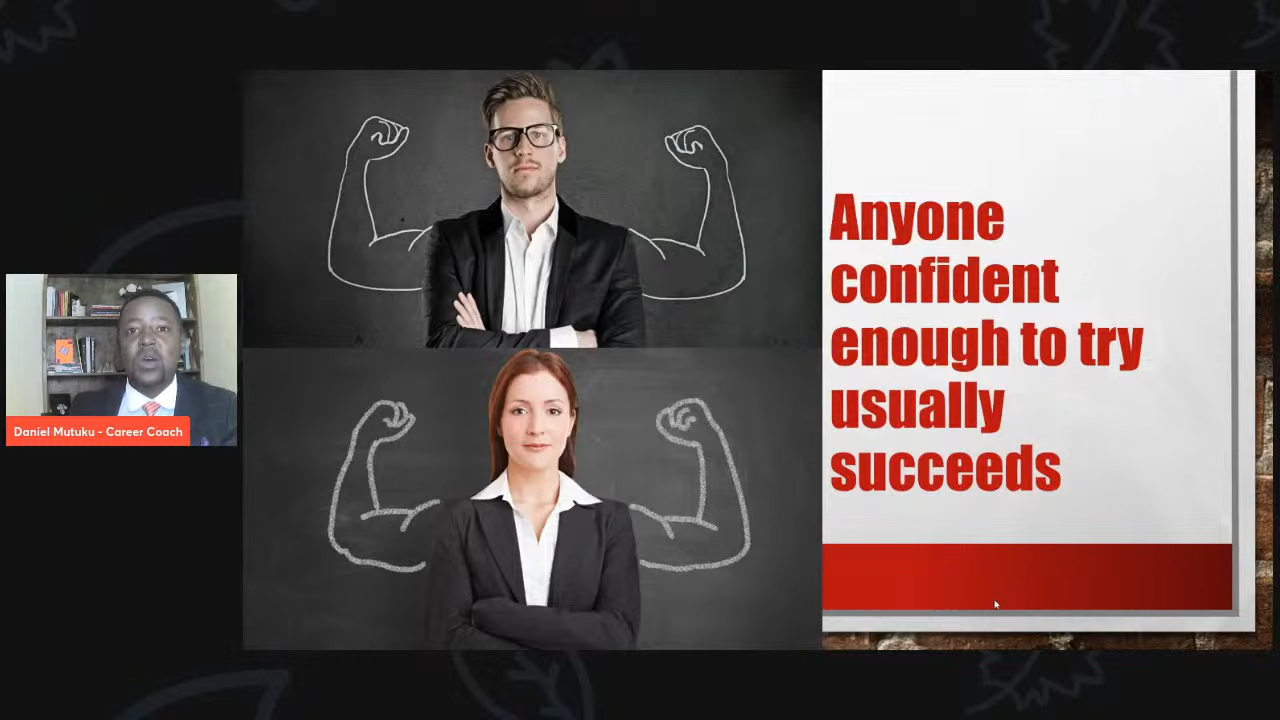 Anyone
confident
enough to try
usually
succeeds
Daniel Mutuku - Career Coach